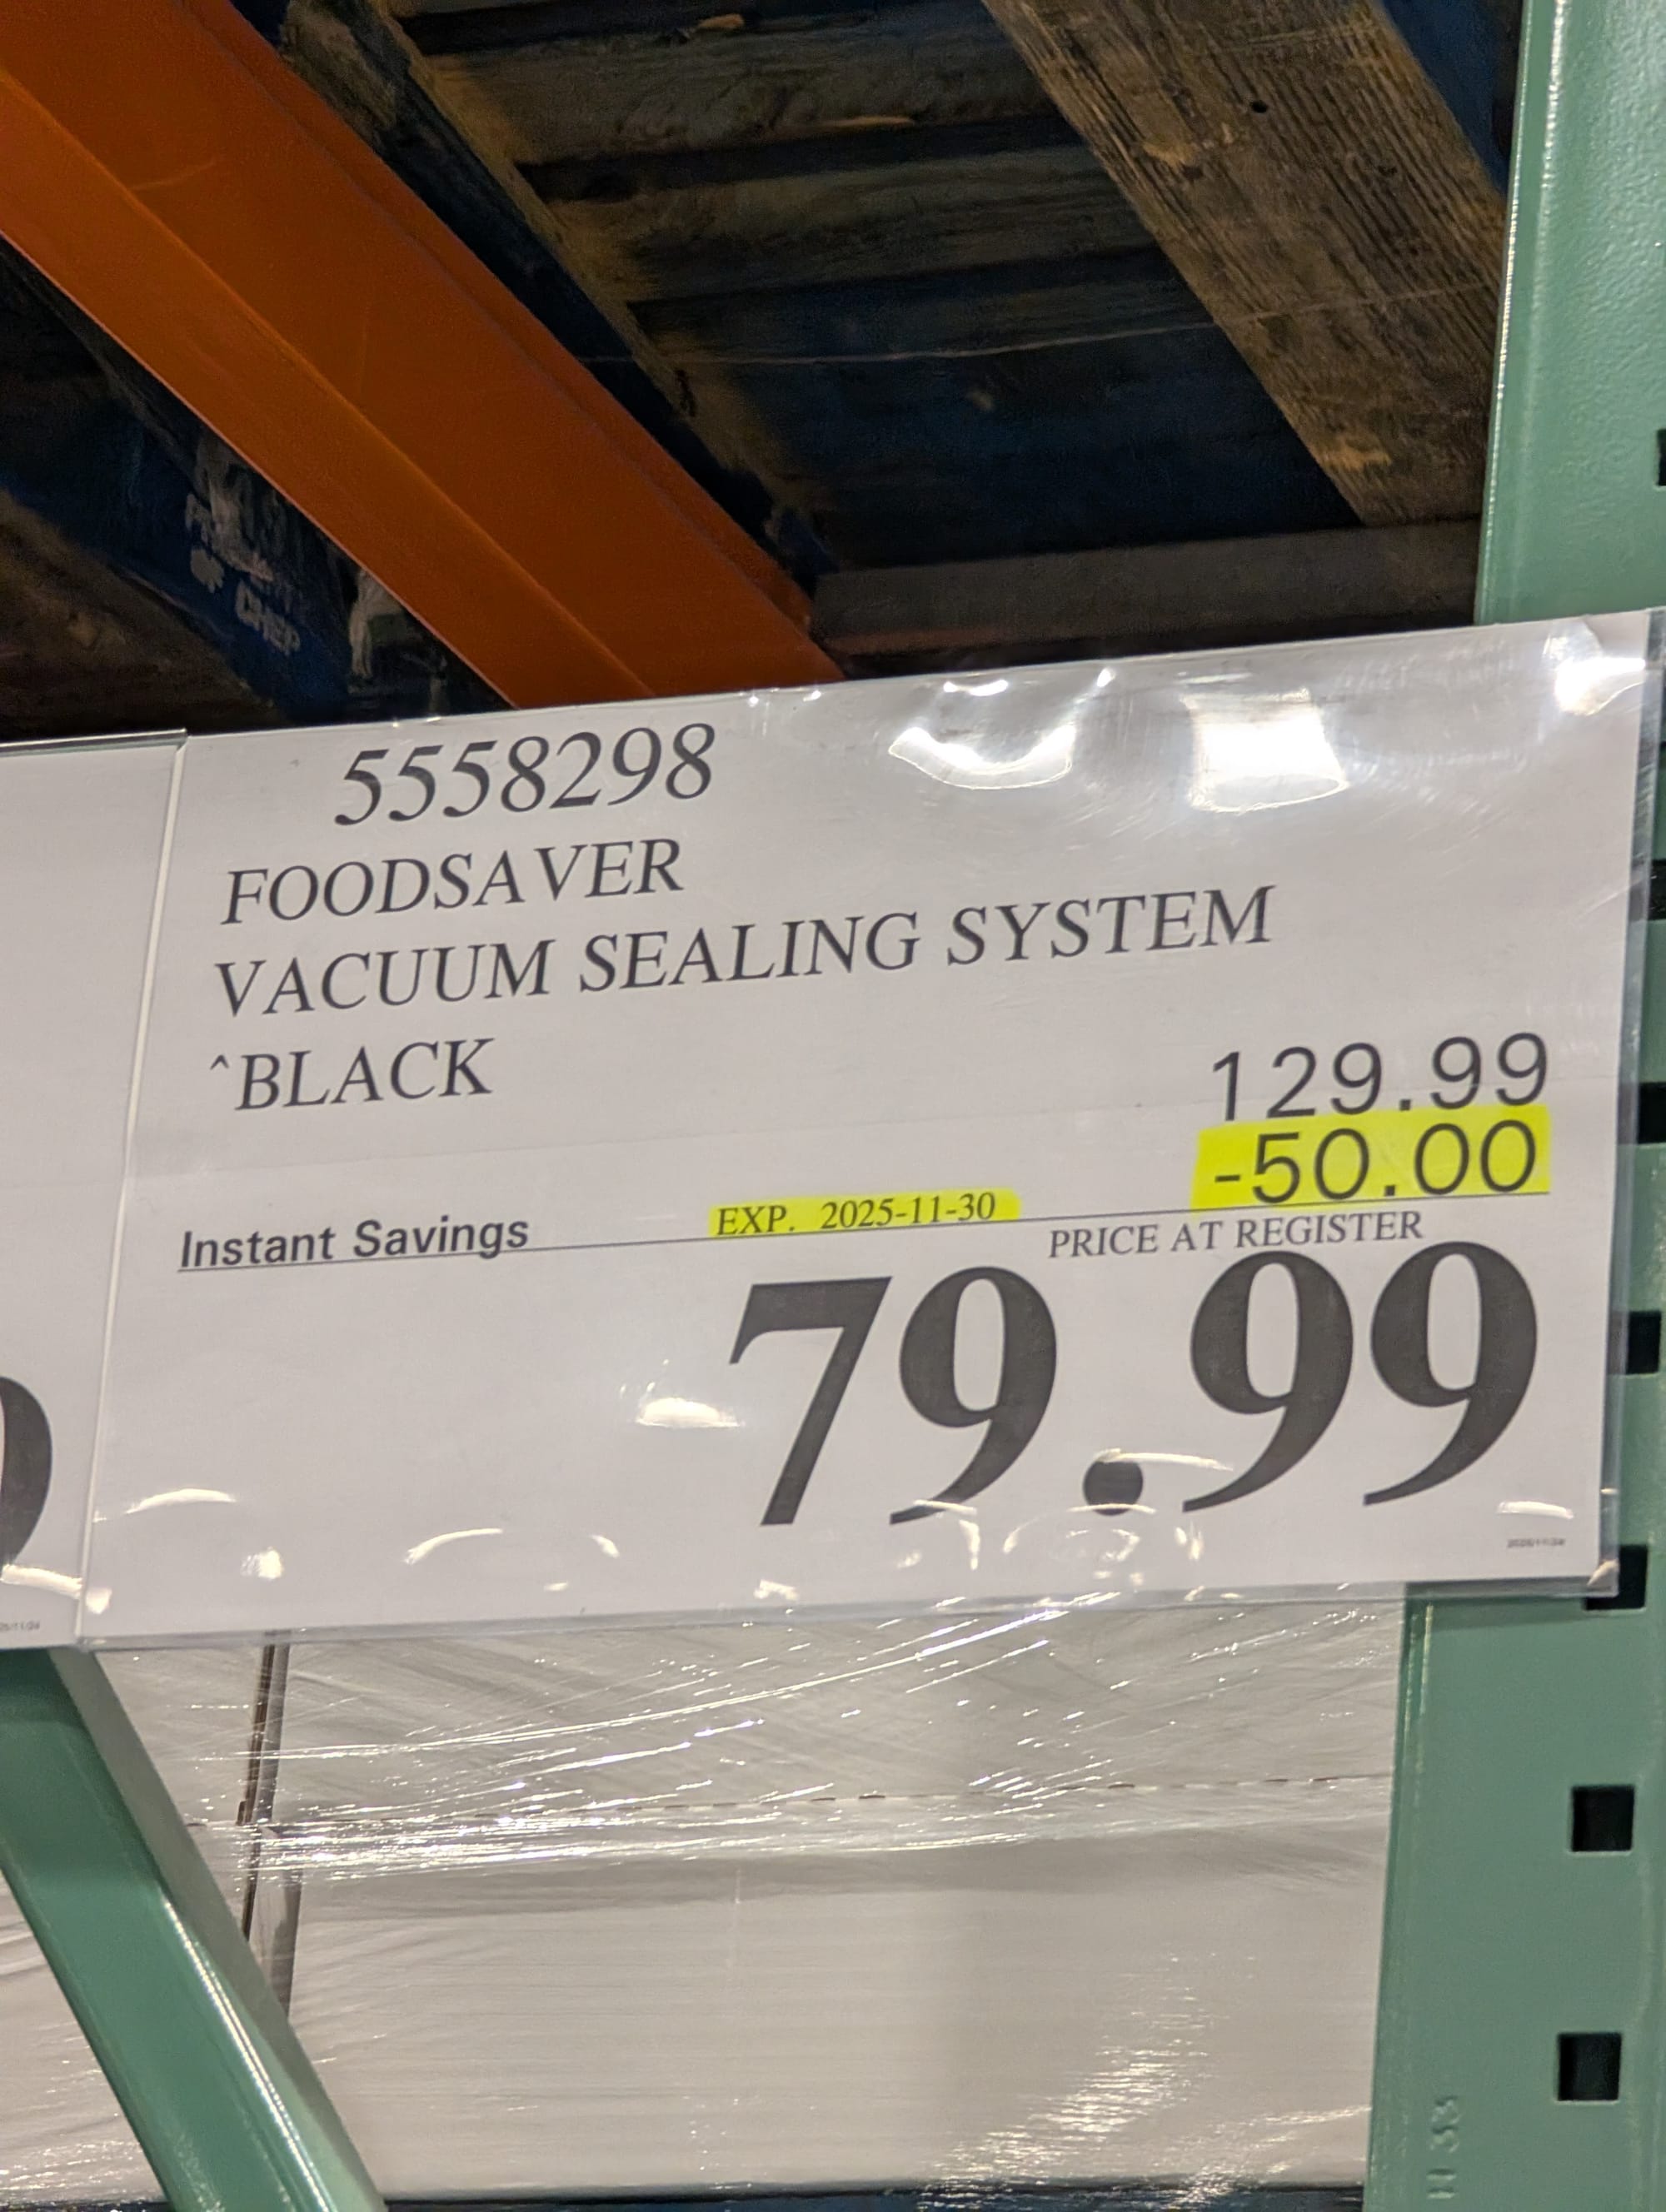 CHEP
5558298
FOODSAVER
VACUUM SEALING SYSTEM
^BLACK
129.99
-50.00
Instant Savings EXP. 2025-11-30
PRICE AT REGISTER
79.99